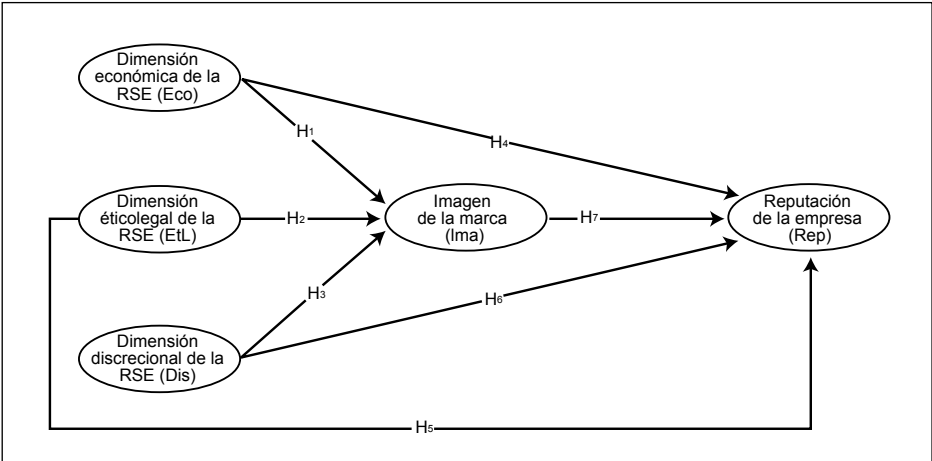 Dimensión
económica de la
RSE (Eco)
H1
H4
Dimensión
éticolegal de la
RSE (EtL)
H2
Imagen
de la marca
(Ima)
H7
Reputación
de la empresa
(Rep)
H3
H6
Dimensión
discrecional de la
RSE (Dis)
H5